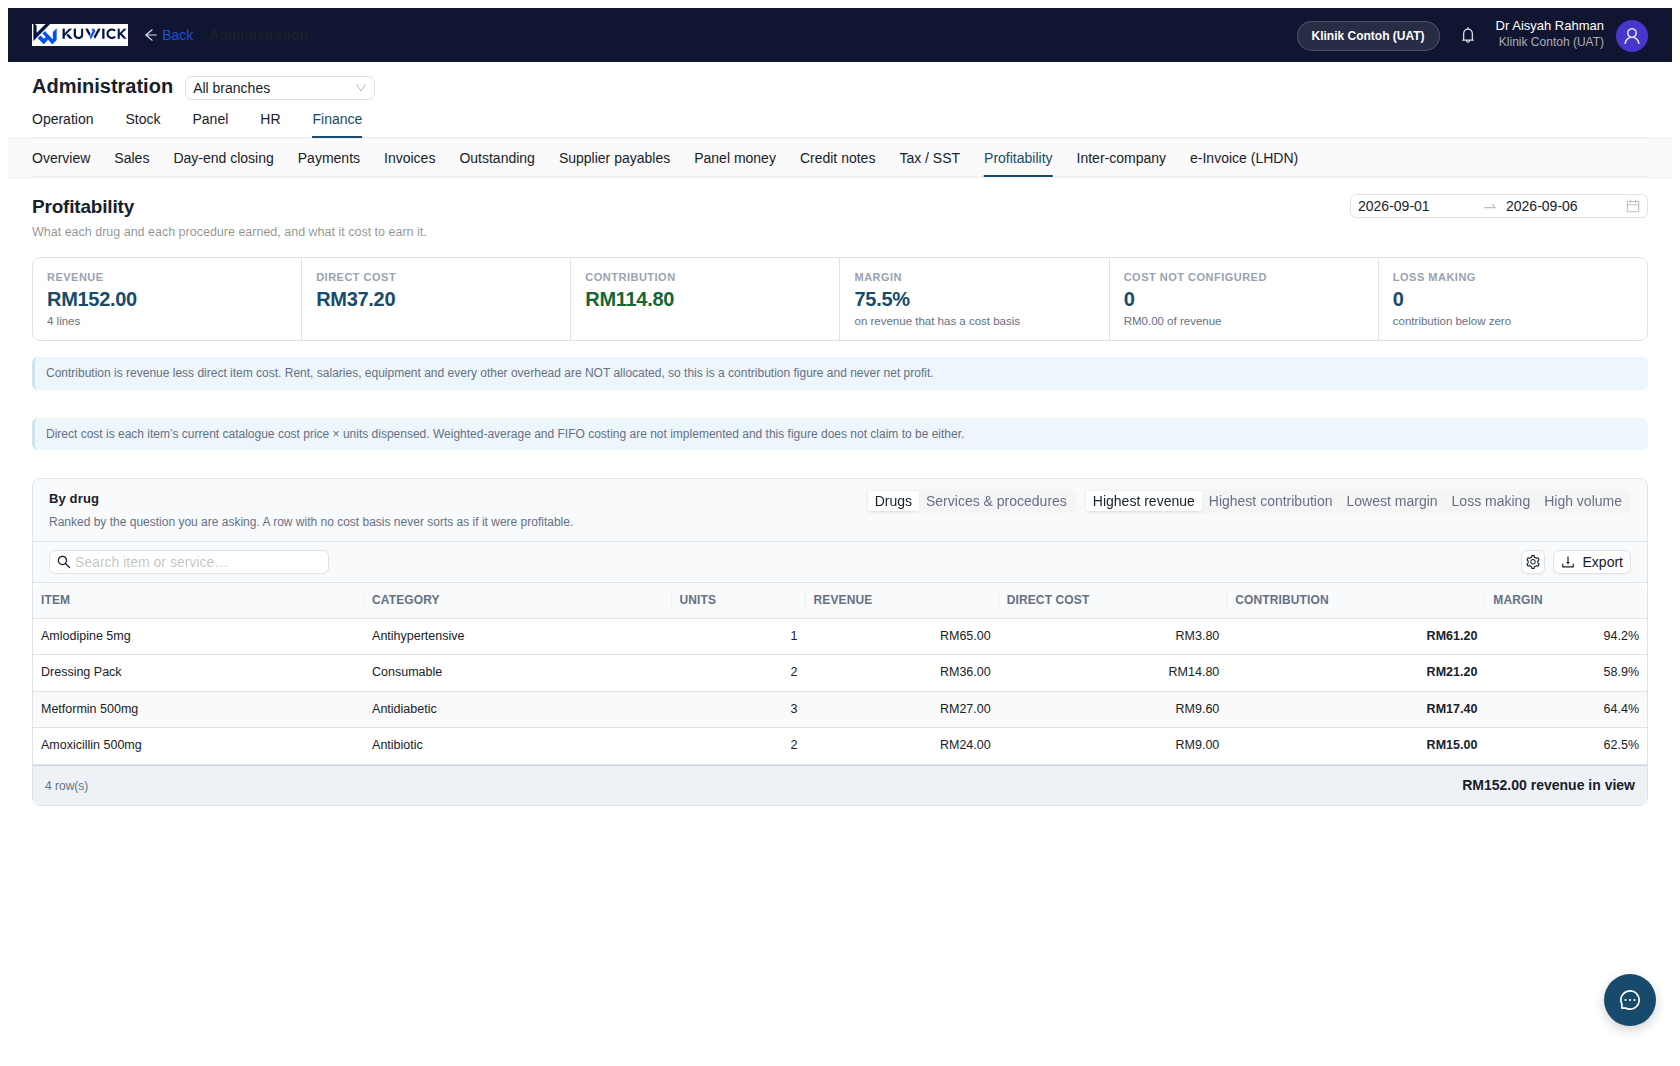 KUWICK
Back Administration
Klinik Contoh (UAT)
Dr Aisyah Rahman
Klinik Contoh (UAT)
Administration
All branches
Operation Stock Panel HR Finance
Overview Sales Day-end closing Payments Invoices Outstanding Supplier payables Panel money Credit notes Tax / SST Profitability Inter-company e-Invoice (LHDN)
Profitability
2026-09-01 2026-09-06
What each drug and each procedure earned, and what it cost to earn it.
REVENUE
RM152.00
4 lines
DIRECT COST
RM37.20
CONTRIBUTION
RM114.80
MARGIN
75.5%
on revenue that has a cost basis
COST NOT CONFIGURED
0
RM0.00 of revenue
LOSS MAKING
0
contribution below zero
Contribution is revenue less direct item cost. Rent, salaries, equipment and every other overhead are NOT allocated, so this is a contribution figure and never net profit.
Direct cost is each item's current catalogue cost price × units dispensed. Weighted-average and FIFO costing are not implemented and this figure does not claim to be either.
By drug
Drugs Services & procedures Highest revenue Highest contribution Lowest margin Loss making High volume
Ranked by the question you are asking. A row with no cost basis never sorts as if it were profitable.
Search item or service…
Export
ITEM CATEGORY UNITS REVENUE DIRECT COST CONTRIBUTION MARGIN
Amlodipine 5mg Antihypertensive 1 RM65.00 RM3.80 RM61.20 94.2%
Dressing Pack Consumable 2 RM36.00 RM14.80 RM21.20 58.9%
Metformin 500mg Antidiabetic 3 RM27.00 RM9.60 RM17.40 64.4%
Amoxicillin 500mg Antibiotic 2 RM24.00 RM9.00 RM15.00 62.5%
4 row(s) RM152.00 revenue in view